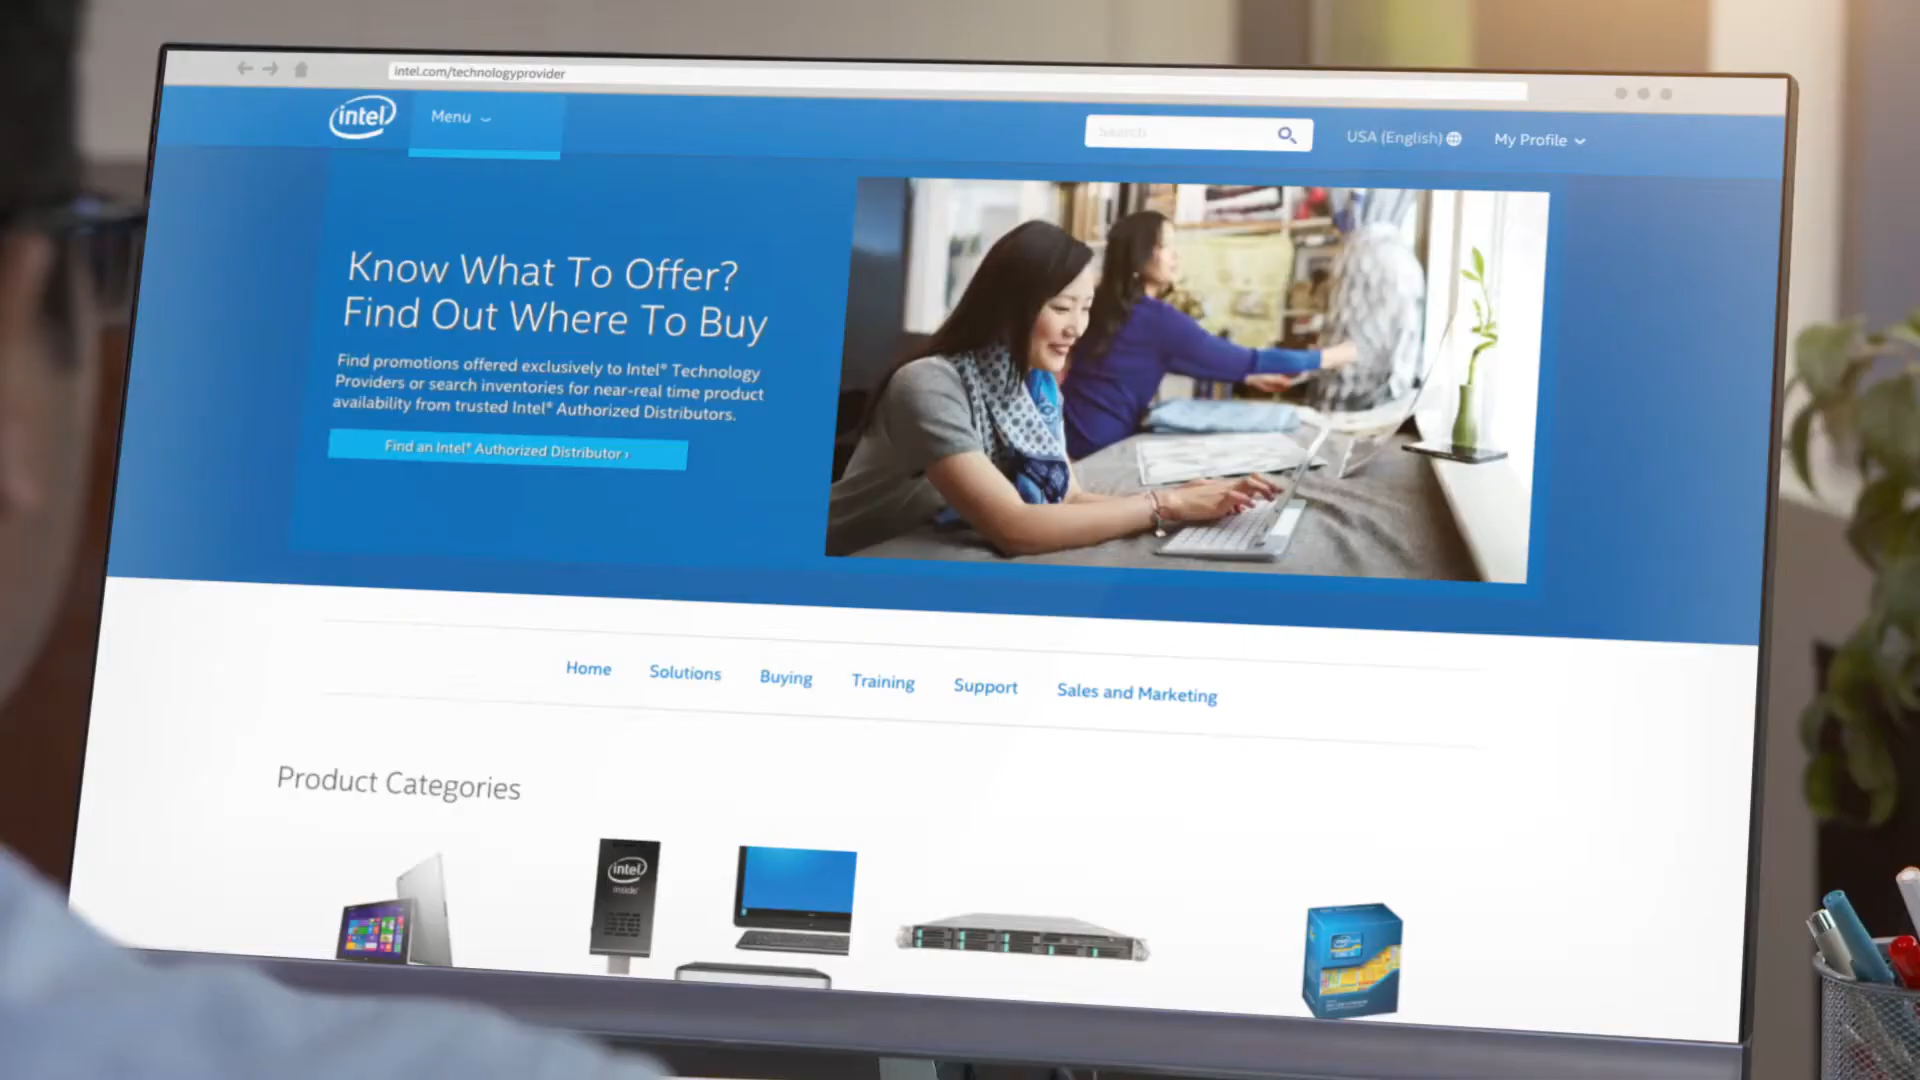 intel.com/technologyprovider
intel
Menu
Search
USA (English)
My Profile
Know What To Offer?
Find Out Where To Buy
Find promotions offered exclusively to Intel® Technology
Providers or search inventories for near-real time product
availability from trusted Intel® Authorized Distributors.
Find an Intel® Authorized Distributor ›
Home
Solutions
Buying
Training
Support
Sales and Marketing
Product Categories
intel
inside